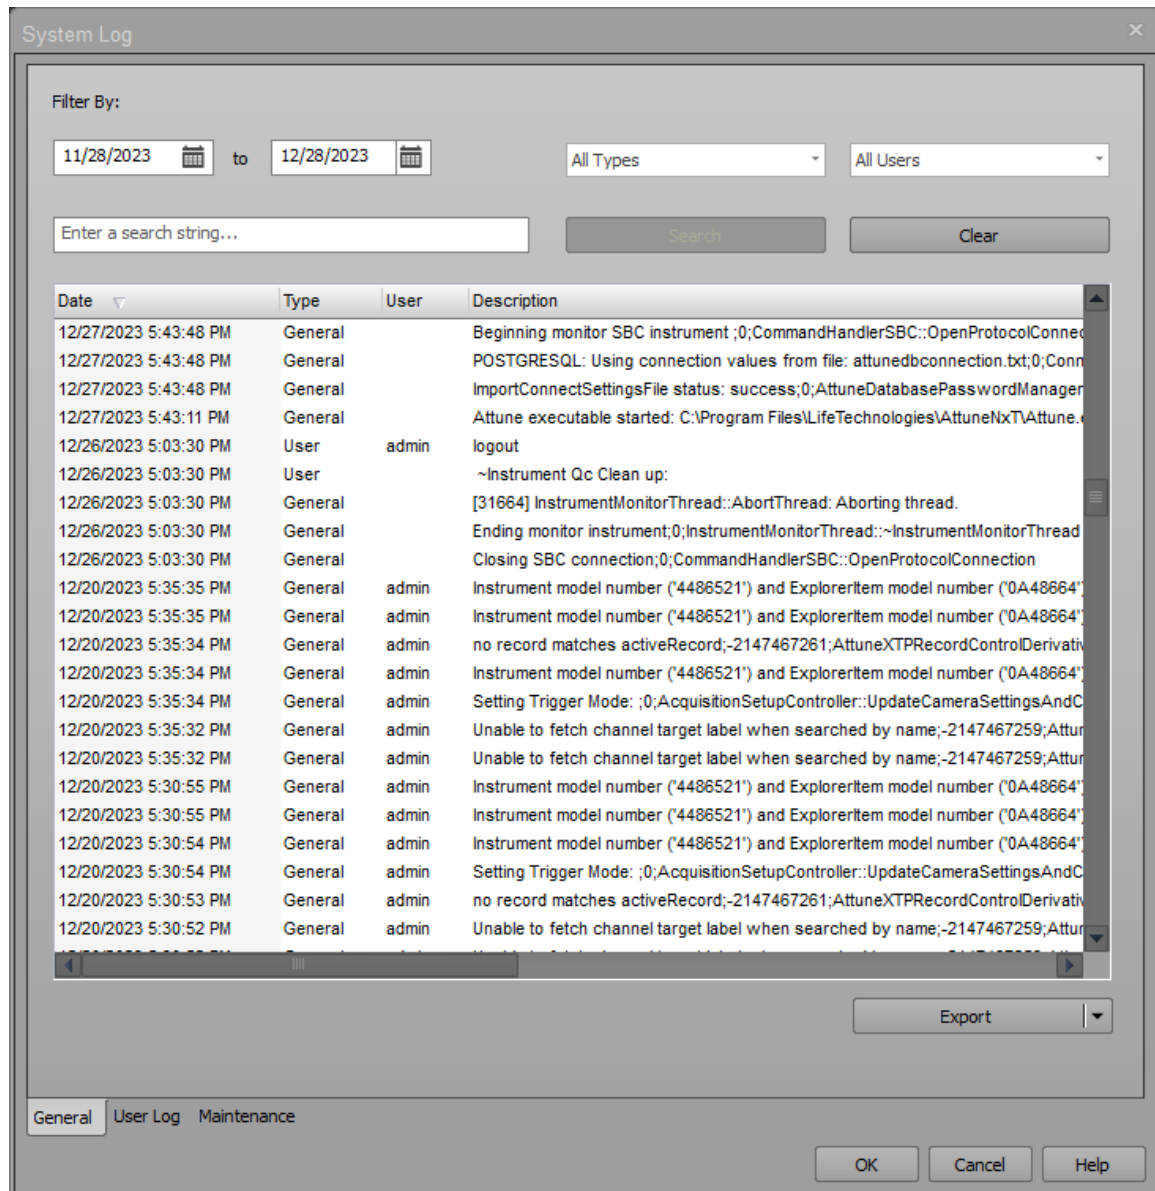 System Log
Filter By:
11/28/2023 to 12/28/2023 All Types All Users
Enter a search string... Search Clear
Date Type User Description
12/27/2023 5:43:48 PM General Beginning monitor SBC instrument ;0;CommandHandlerSBC::OpenProtocolConnec
12/27/2023 5:43:48 PM General POSTGRESQL: Using connection values from file: attunedbconnection.txt;0;Conn
12/27/2023 5:43:48 PM General ImportConnectSettingsFile status: success;0;AttuneDatabasePasswordManager
12/27/2023 5:43:11 PM General Attune executable started: C:\Program Files\LifeTechnologies\AttuneNxT\Attune.e
12/26/2023 5:03:30 PM User admin logout
12/26/2023 5:03:30 PM User ~Instrument Qc Clean up:
12/26/2023 5:03:30 PM General [31664] InstrumentMonitorThread::AbortThread: Aborting thread.
12/26/2023 5:03:30 PM General Ending monitor instrument;0;InstrumentMonitorThread::~InstrumentMonitorThread
12/26/2023 5:03:30 PM General Closing SBC connection;0;CommandHandlerSBC::OpenProtocolConnection
12/20/2023 5:35:35 PM General admin Instrument model number ('4486521') and ExplorerItem model number ('0A48664')
12/20/2023 5:35:35 PM General admin Instrument model number ('4486521') and ExplorerItem model number ('0A48664')
12/20/2023 5:35:34 PM General admin no record matches activeRecord;-2147467261;AttuneXTPRecordControlDerivativ
12/20/2023 5:35:34 PM General admin Instrument model number ('4486521') and ExplorerItem model number ('0A48664')
12/20/2023 5:35:34 PM General admin Setting Trigger Mode: ;0;AcquisitionSetupController::UpdateCameraSettingsAndC
12/20/2023 5:35:32 PM General admin Unable to fetch channel target label when searched by name;-2147467259;Attur
12/20/2023 5:35:32 PM General admin Unable to fetch channel target label when searched by name;-2147467259;Attur
12/20/2023 5:30:55 PM General admin Instrument model number ('4486521') and ExplorerItem model number ('0A48664')
12/20/2023 5:30:55 PM General admin Instrument model number ('4486521') and ExplorerItem model number ('0A48664')
12/20/2023 5:30:54 PM General admin Instrument model number ('4486521') and ExplorerItem model number ('0A48664')
12/20/2023 5:30:54 PM General admin Setting Trigger Mode: ;0;AcquisitionSetupController::UpdateCameraSettingsAndC
12/20/2023 5:30:53 PM General admin no record matches activeRecord;-2147467261;AttuneXTPRecordControlDerivativ
12/20/2023 5:30:52 PM General admin Unable to fetch channel target label when searched by name;-2147467259;Attur
Export
General User Log Maintenance
OK Cancel Help